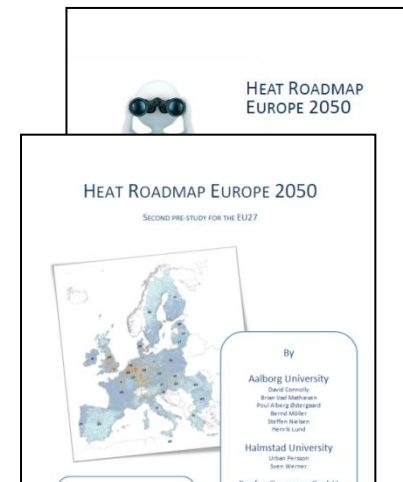 HEAT ROADMAP
EUROPE 2050
HEAT ROADMAP EUROPE 2050
SECOND PRE-STUDY FOR THE EU27
By
Aalborg University
David Connolly
Brian Vad Mathiesen
Poul Alberg Østergaard
Bernd Möller
Steffen Nielsen
Henrik Lund
Halmstad University
Urban Persson
Sven Werner